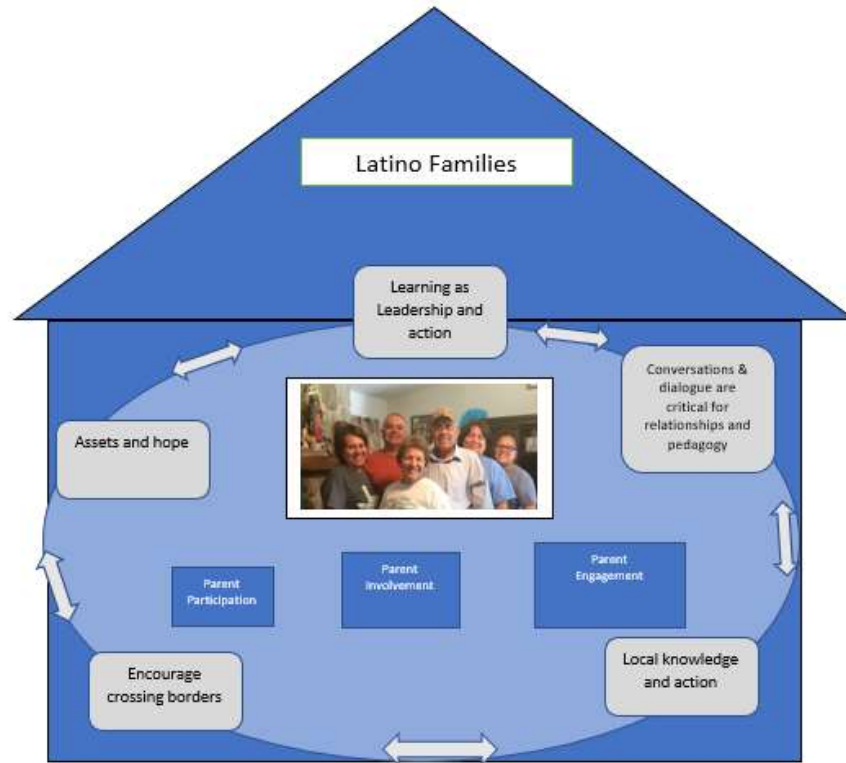 Latino Families
Learning as
Leadership and
action
Conversations &
dialogue are
critical for
relationships and
pedagogy
Assets and hope
Parent
Participation
Parent
Involvement
Parent
Engagement
Encourage
crossing borders
Local knowledge
and action